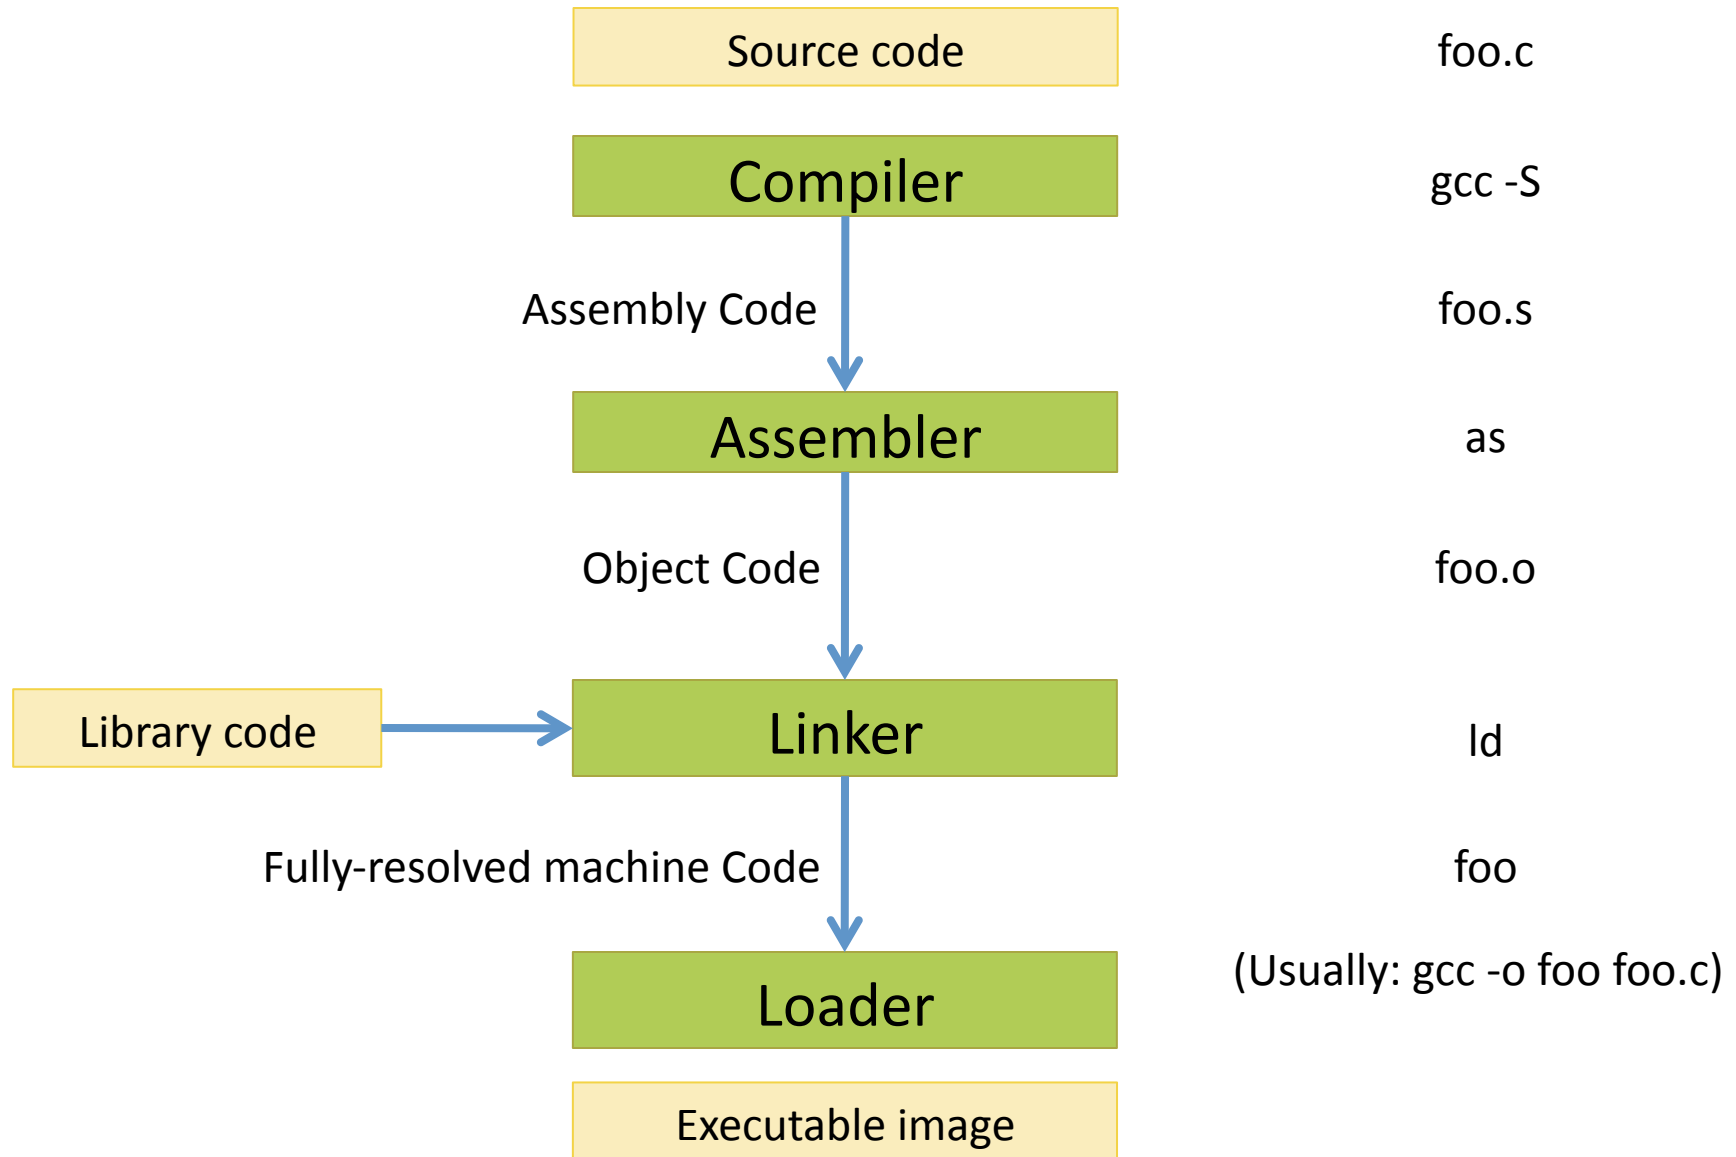 Source code
foo.c
Compiler
gcc -S
Assembly Code
foo.s
Assembler
as
Object Code
foo.o
Library code
Linker
ld
Fully-resolved machine Code
foo
(Usually: gcc -o foo foo.c)
Loader
Executable image